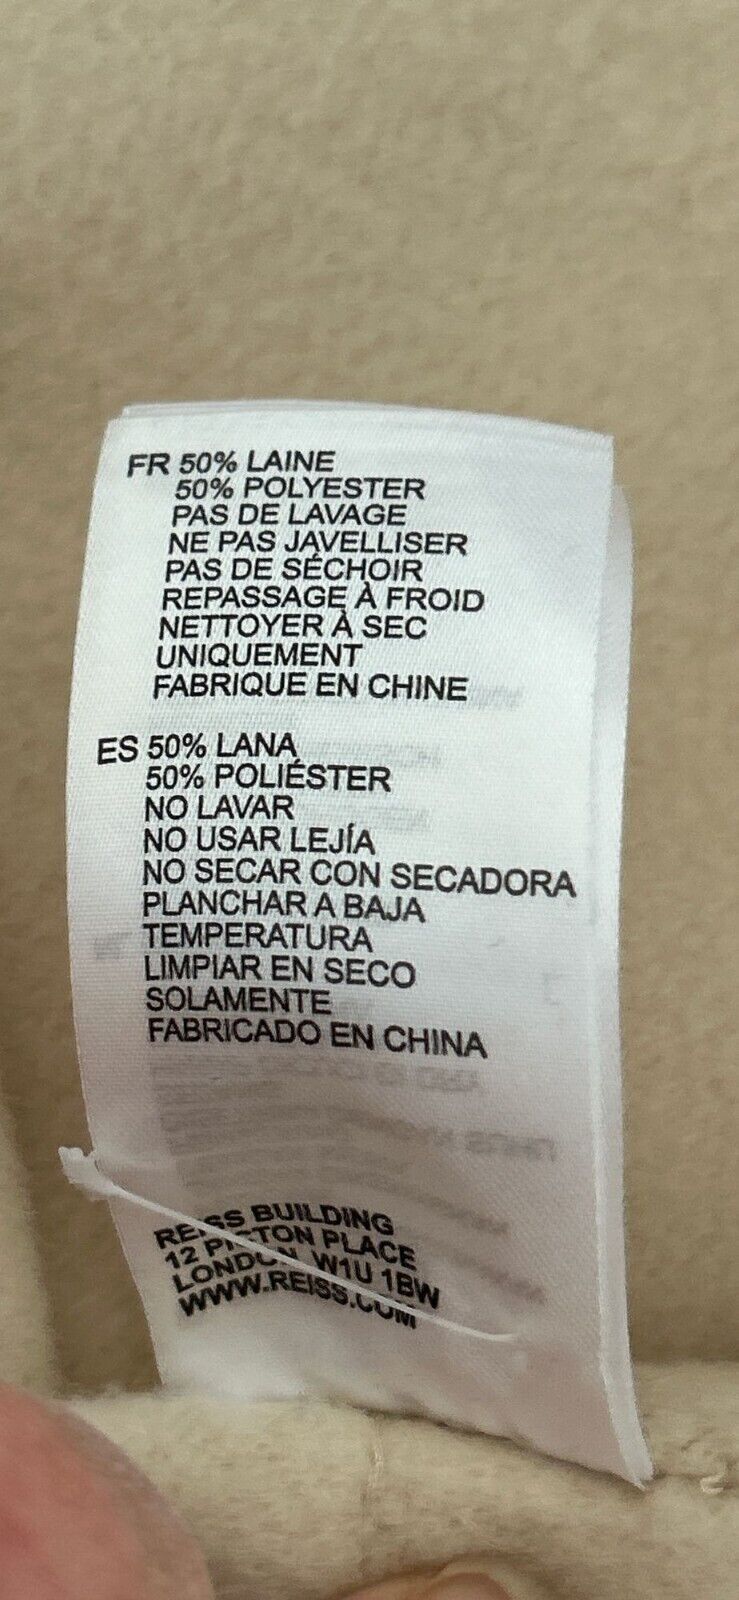 FR 50% LAINE
50% POLYESTER
PAS DE LAVAGE
NE PAS JAVELLISER
PAS DE SÉCHOIR
REPASSAGE À FROID
NETTOYER À SEC
UNIQUEMENT
FABRIQUE EN CHINE
ES 50% LANA
50% POLIÉSTER
NO LAVAR
NO USAR LEJÍA
NO SECAR CON SECADORA
PLANCHAR A BAJA
TEMPERATURA
LIMPIAR EN SECO
SOLAMENTE
FABRICADO EN CHINA
REISS BUILDING
12 PLACE
LONDON, W1U 1BW
WWW.REISS.COM